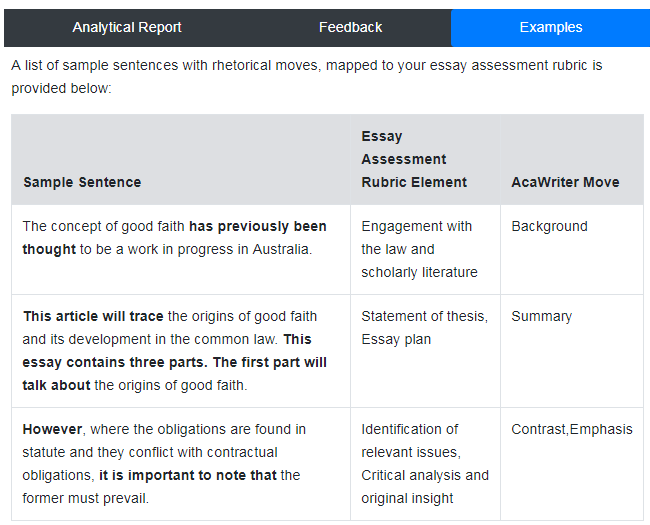 Analytical Report Feedback Examples
A list of sample sentences with rhetorical moves, mapped to your essay assessment rubric is
provided below:
Sample Sentence
Essay
Assessment
Rubric Element
AcaWriter Move
The concept of good faith has previously been
thought to be a work in progress in Australia.
Engagement with
the law and
scholarly literature
Background
This article will trace the origins of good faith
and its development in the common law. This
essay contains three parts. The first part will
talk about the origins of good faith.
Statement of thesis,
Essay plan
Summary
However, where the obligations are found in
statute and they conflict with contractual
obligations, it is important to note that the
former must prevail.
Identification of
relevant issues,
Critical analysis and
original insight
Contrast,Emphasis